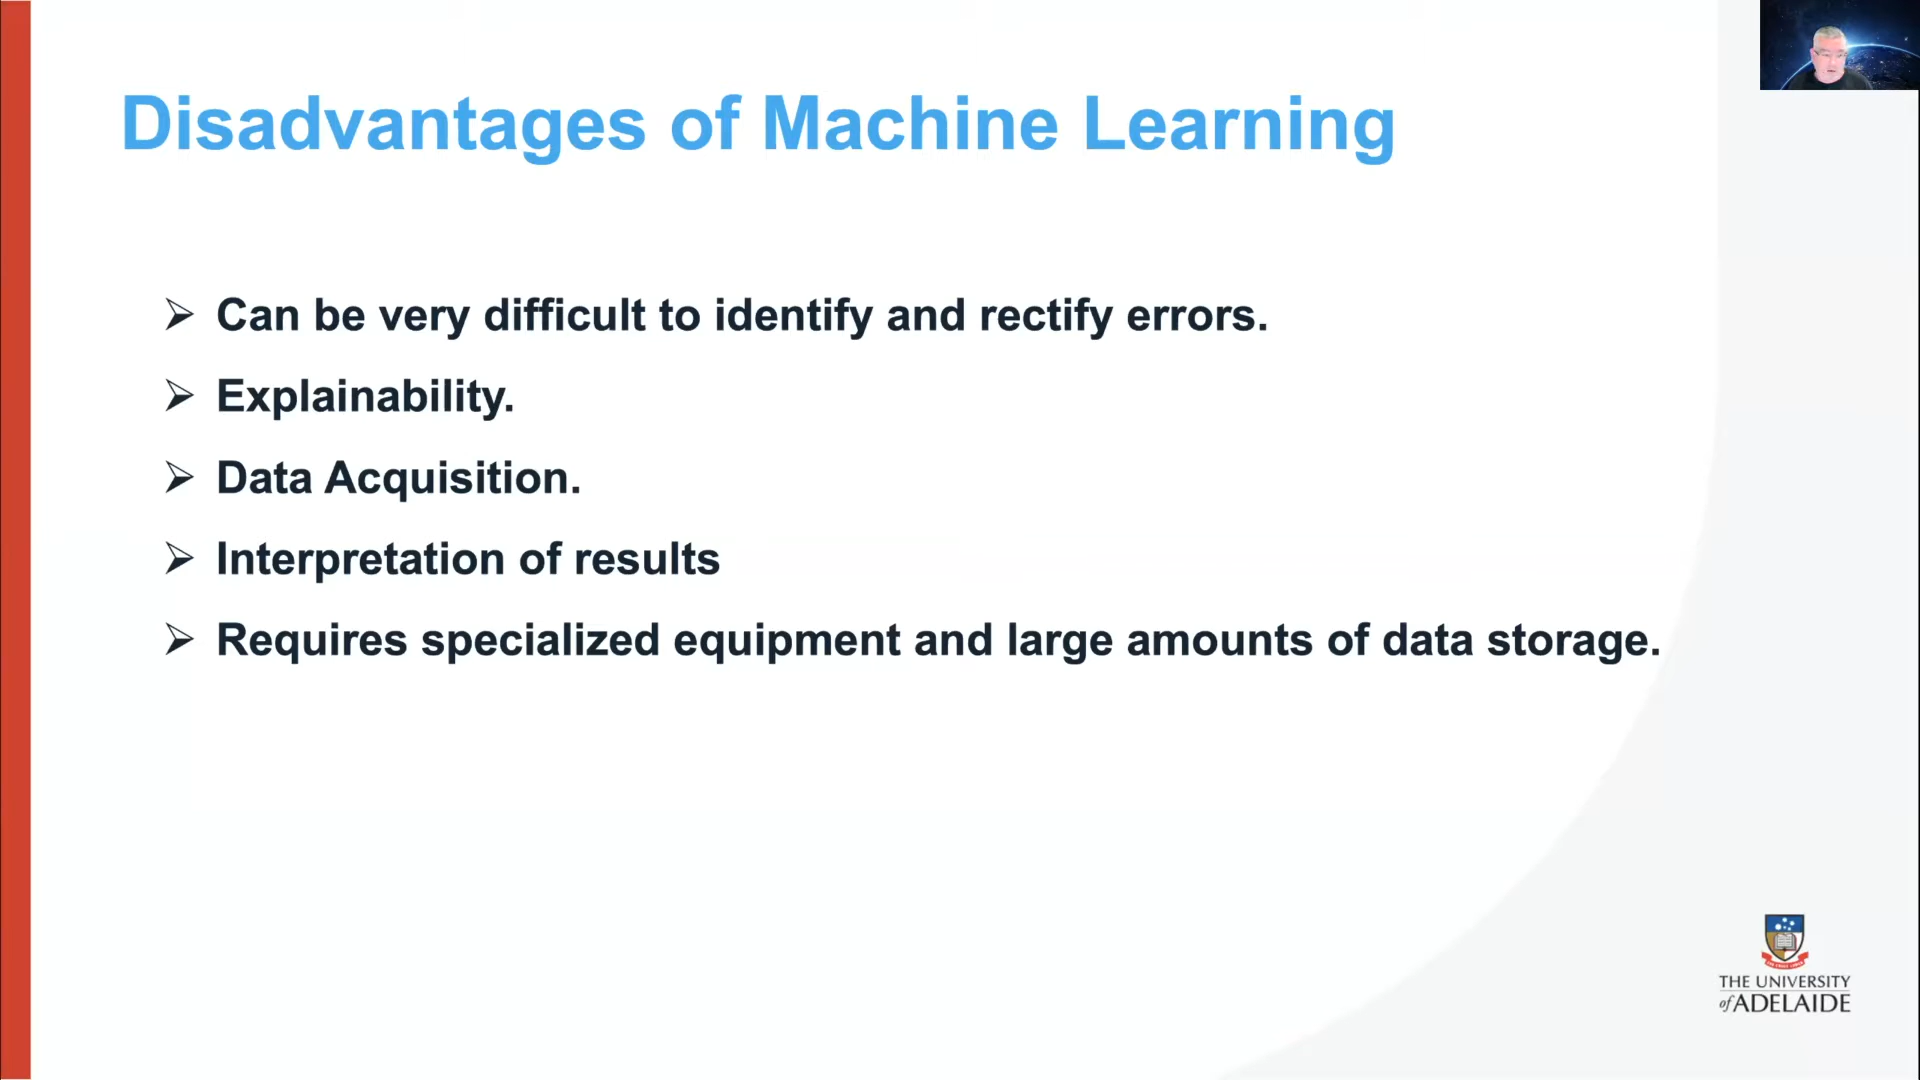 Disadvantages of Machine Learning
➢ Can be very difficult to identify and rectify errors.
➢ Explainability.
➢ Data Acquisition.
➢ Interpretation of results
➢ Requires specialized equipment and large amounts of data storage.
THE UNIVERSITY
of ADELAIDE